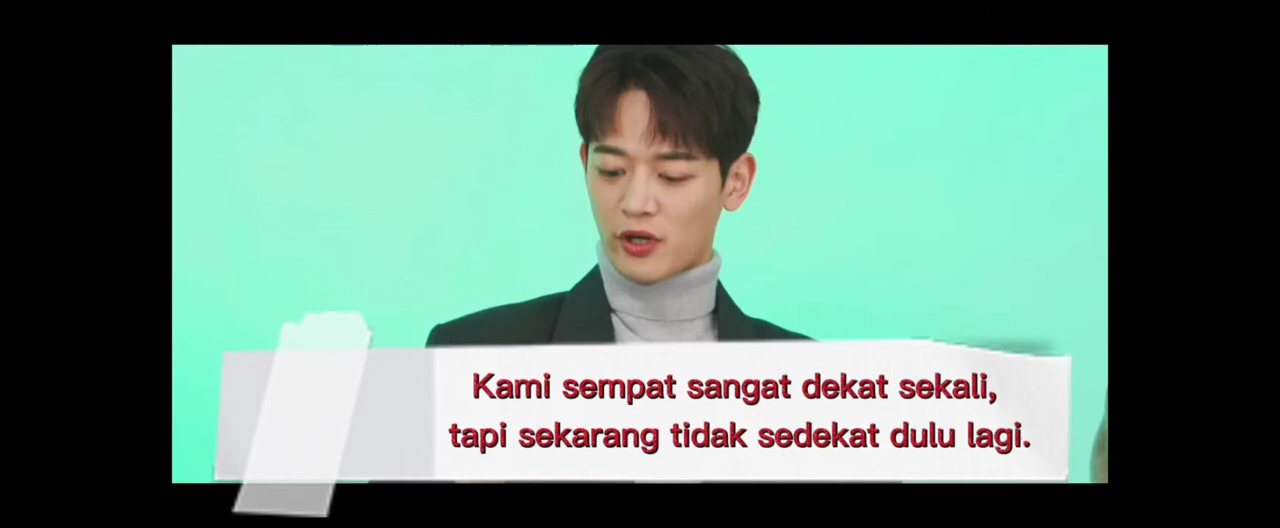 Kami sempat sangat dekat sekali,
tapi sekarang tidak sedekat dulu lagi.